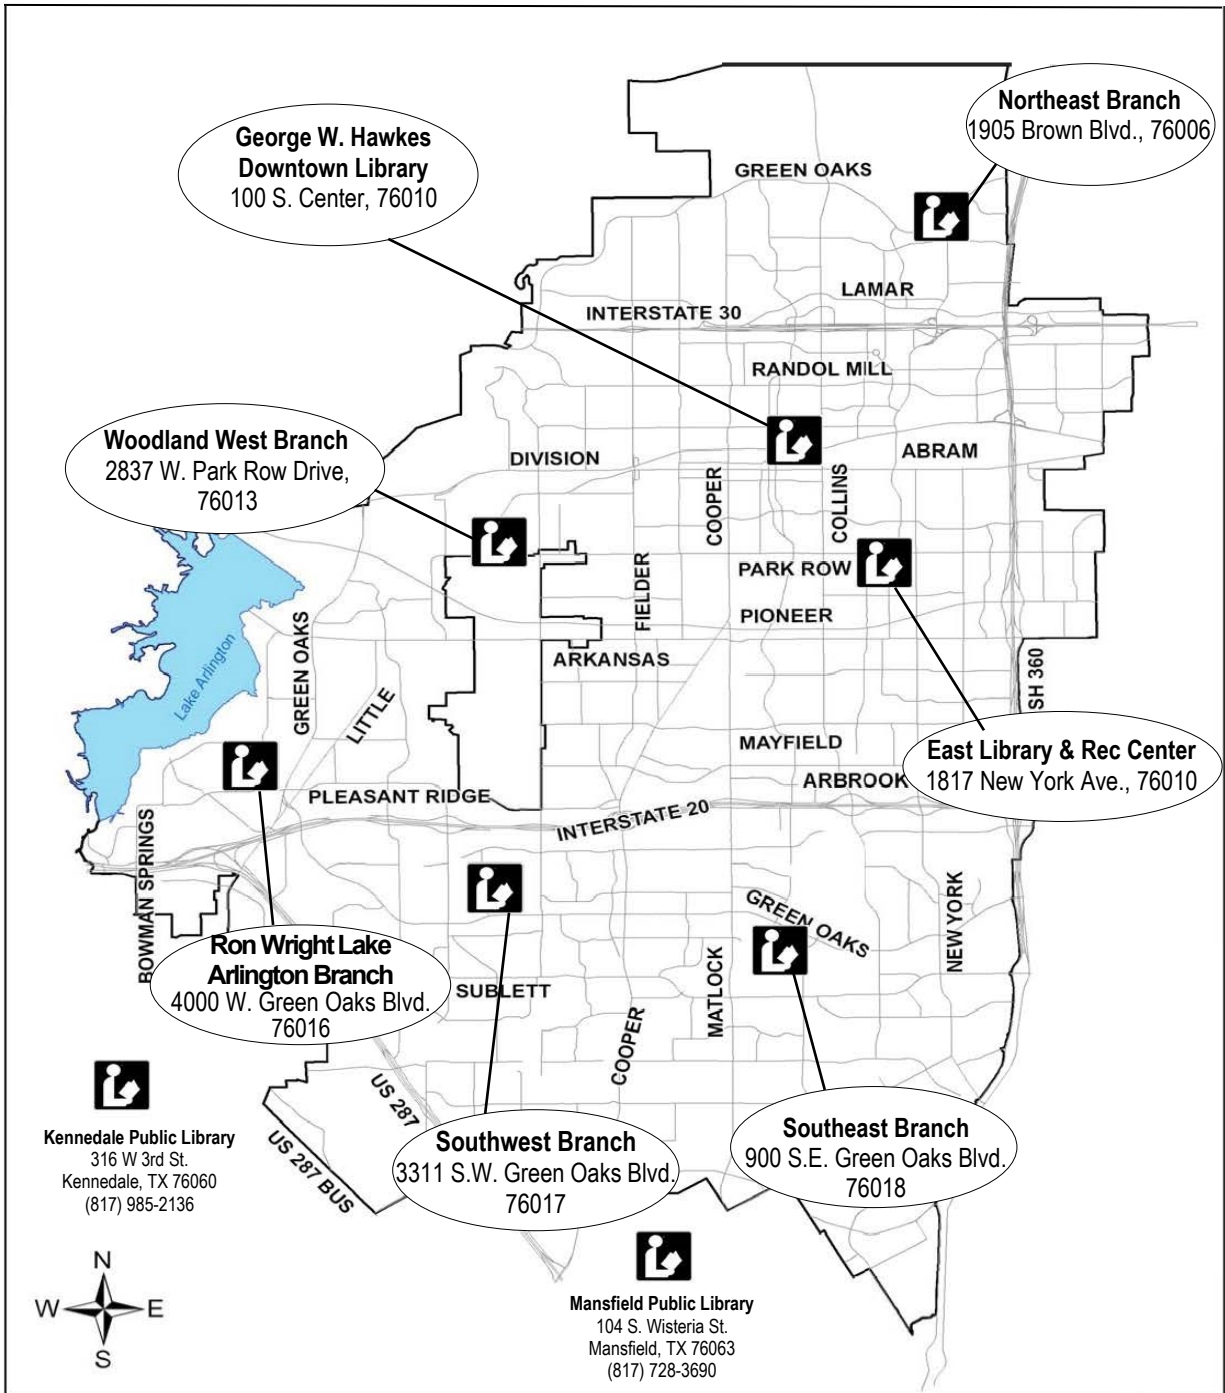 Northeast Branch
1905 Brown Blvd., 76006
George W. Hawkes
Downtown Library
100 S. Center, 76010
GREEN OAKS
LAMAR
INTERSTATE 30
RANDOL MILL
Woodland West Branch
2837 W. Park Row Drive,
76013
DIVISION
ABRAM
COOPER
COLLINS
FIELDER
PARK ROW
PIONEER
ARKANSAS
Lake Arlington
GREEN OAKS
LITTLE
SH 360
MAYFIELD
ARBROOK
East Library & Rec Center
1817 New York Ave., 76010
PLEASANT RIDGE
INTERSTATE 20
BOWMAN SPRINGS
GREEN OAKS
NEW YORK
MATLOCK
Ron Wright Lake
Arlington Branch
4000 W. Green Oaks Blvd.
76016
SUBLETT
COOPER
US 287
US 287 BUS
Southwest Branch
3311 S.W. Green Oaks Blvd.
76017
Southeast Branch
900 S.E. Green Oaks Blvd.
76018
Kennedale Public Library
316 W 3rd St.
Kennedale, TX 76060
(817) 985-2136
N
W
E
S
Mansfield Public Library
104 S. Wisteria St.
Mansfield, TX 76063
(817) 728-3690